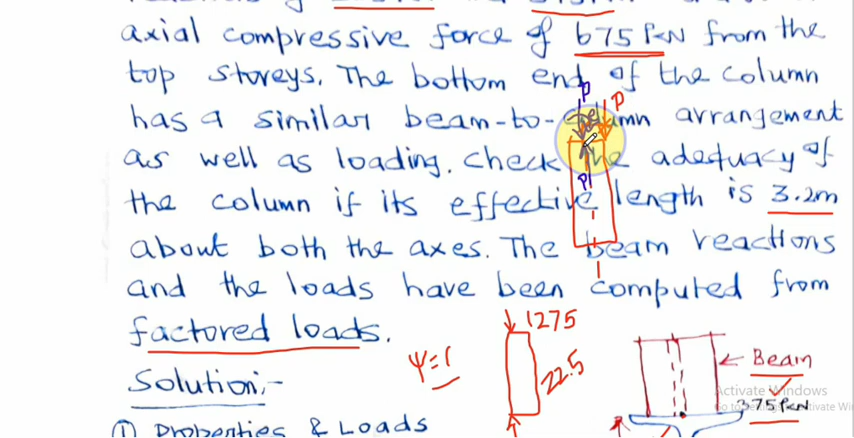 axial compressive force of 675 kN from the
top storeys. The bottom end of the column
P P
has a similar beam-to-column arrangement
as well as loading. Check the adequacy of
P
the column if its effective length is 3.2m
about both the axes. The beam reactions
and the loads have been computed from
factored loads.
1275
ψ=1
22.5
Beam
Solution:-
Activate Windows
375 kN
① Properties & Loads